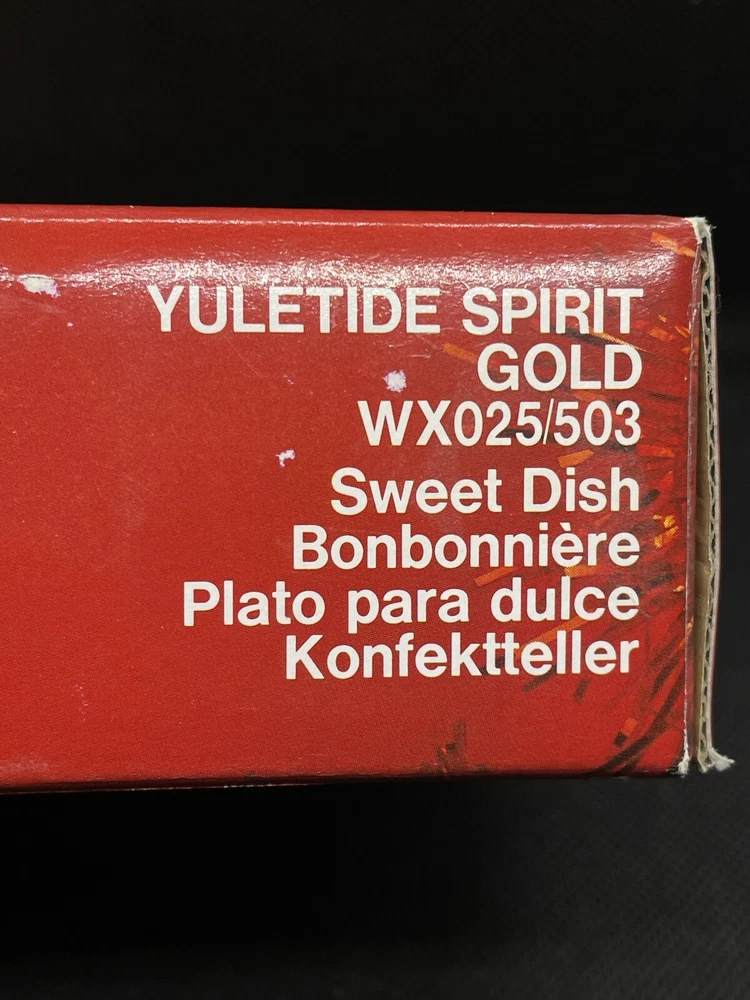 YULETIDE SPIRIT
GOLD
WX025/503
Sweet Dish
Bonbonnière
Plato para dulce
Konfektteller